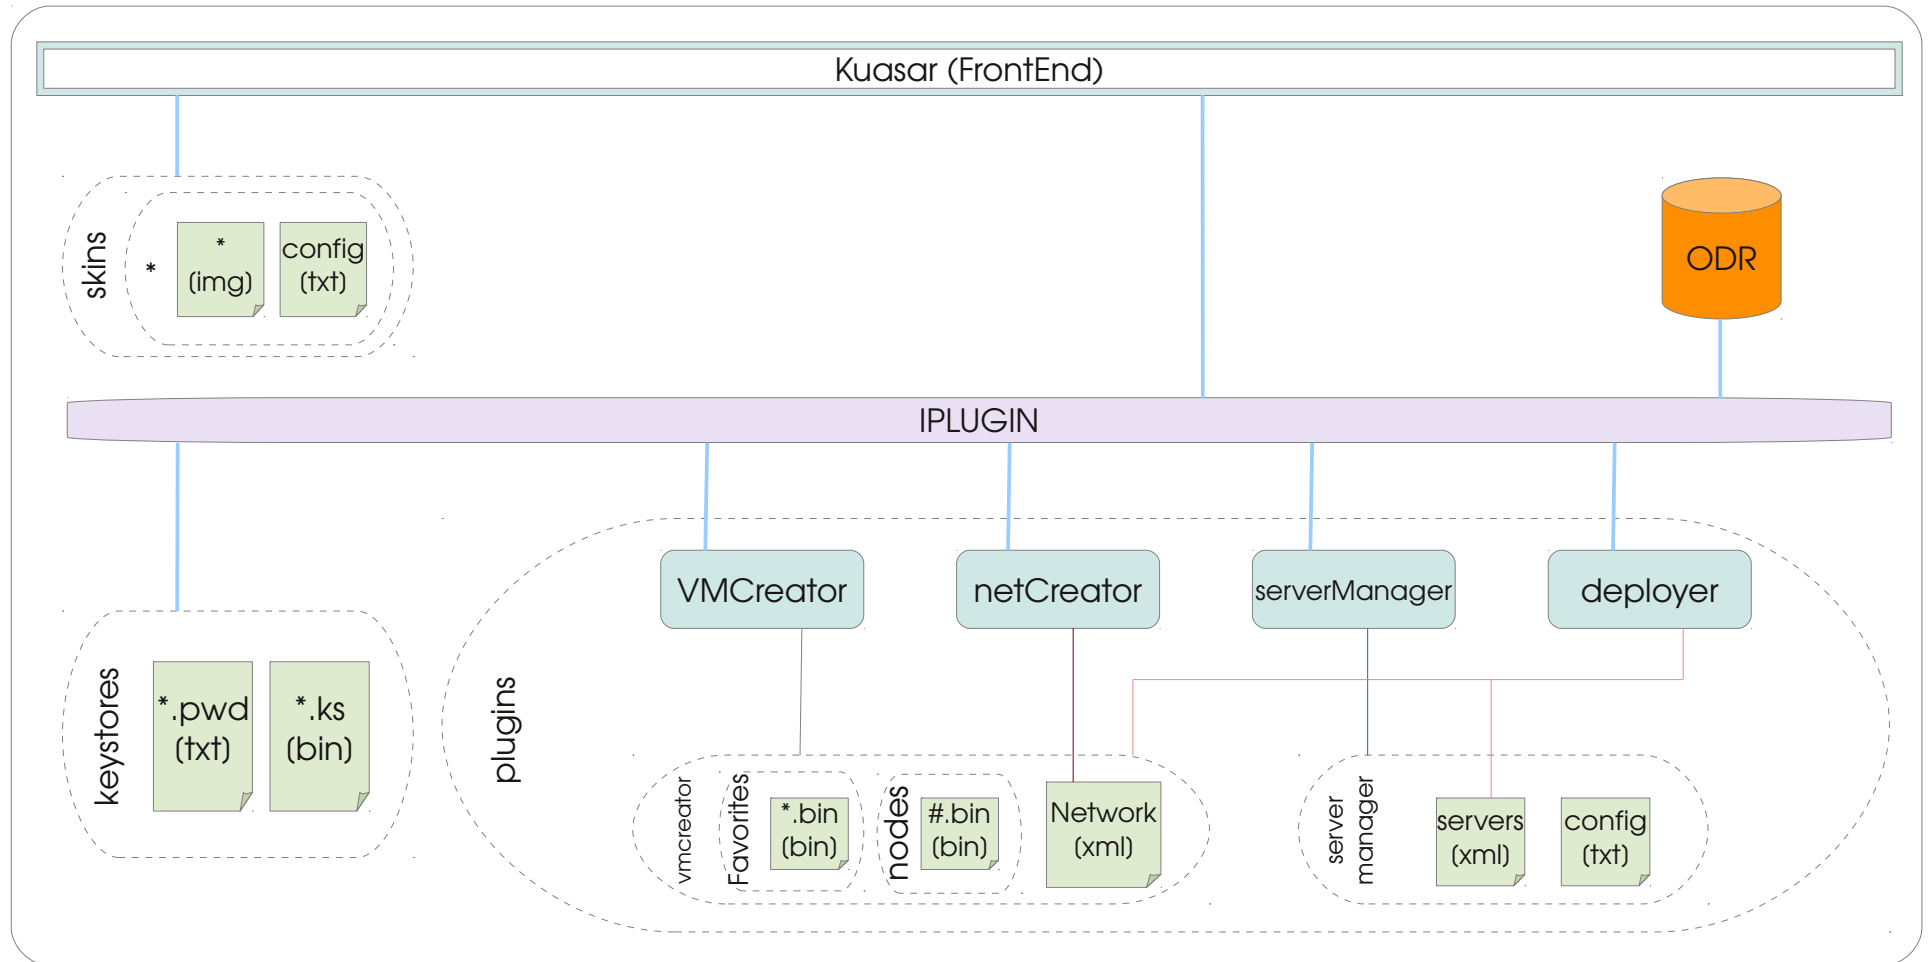 Kuasar (FrontEnd)
skins
*
*
(img)
config
(txt)
ODR
IPLUGIN
keystores
*.pwd
(txt)
*.ks
(bin)
plugins
VMCreator
netCreator
serverManager
deployer
vmcreator
Favorites
*.bin
(bin)
nodes
#.bin
(bin)
Network
(xml)
server
manager
servers
(xml)
config
(txt)